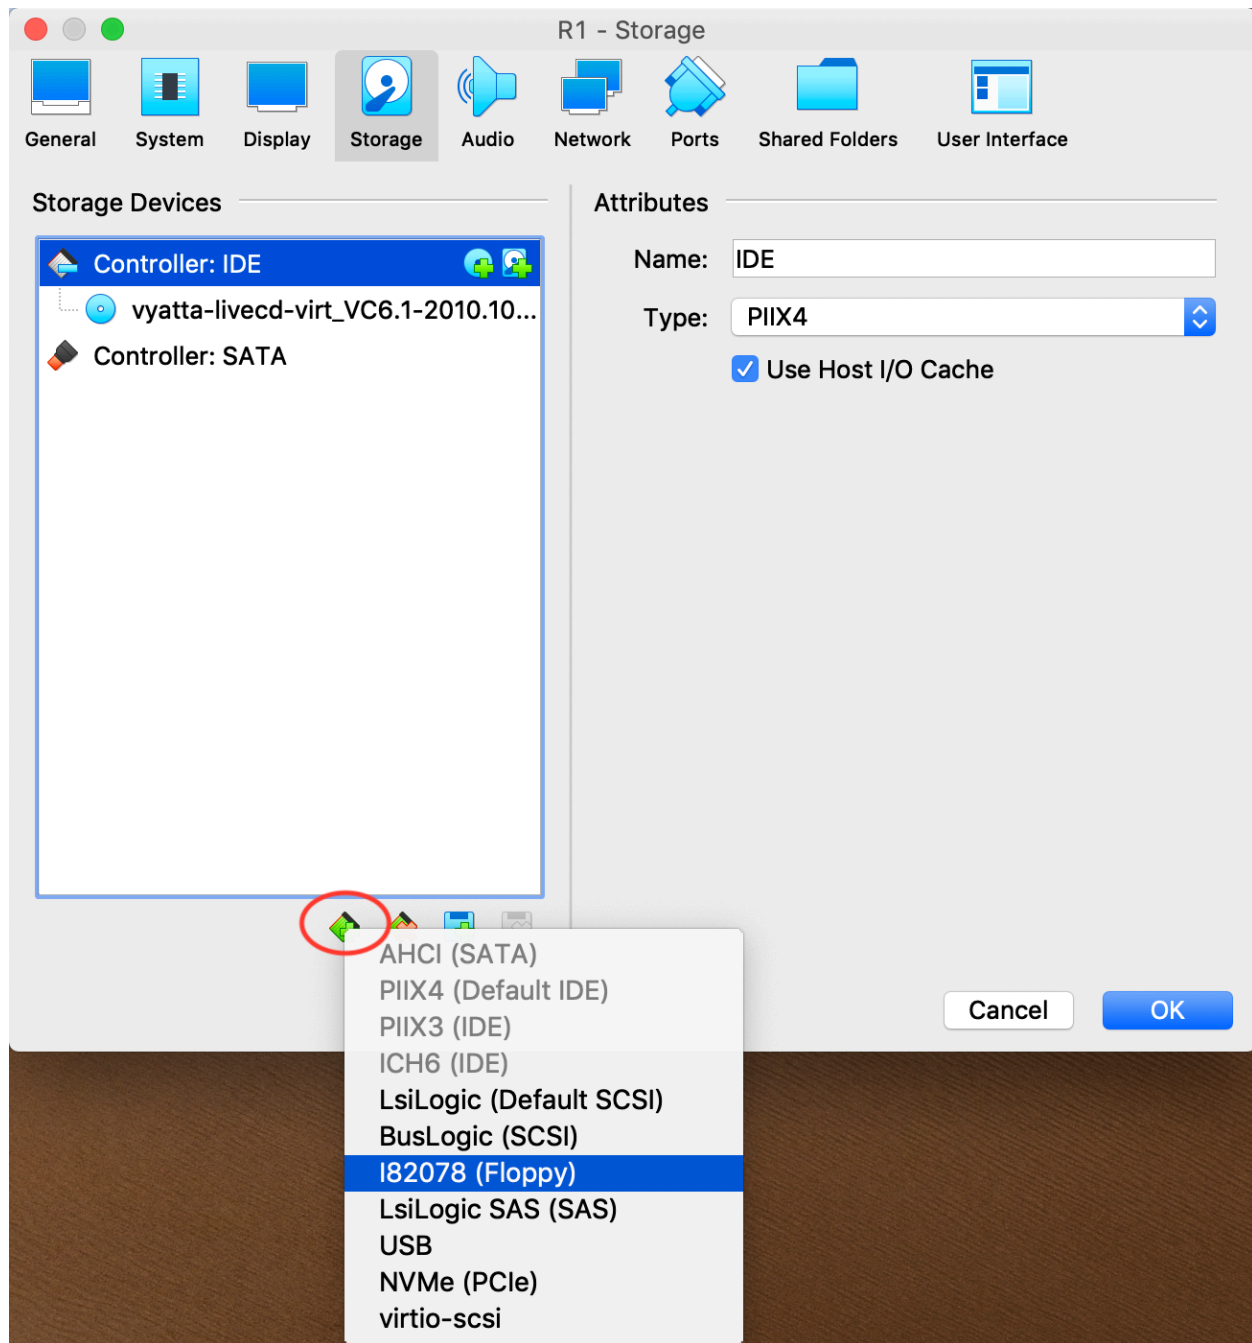 R1 - Storage
General System Display Storage Audio Network Ports Shared Folders User Interface
Storage Devices
Controller: IDE
vyatta-livecd-virt_VC6.1-2010.10...
Controller: SATA
Attributes
Name: IDE
Type: PIIX4
Use Host I/O Cache
AHCI (SATA)
PIIX4 (Default IDE)
PIIX3 (IDE)
ICH6 (IDE)
LsiLogic (Default SCSI)
BusLogic (SCSI)
I82078 (Floppy)
LsiLogic SAS (SAS)
USB
NVMe (PCIe)
virtio-scsi
Cancel OK